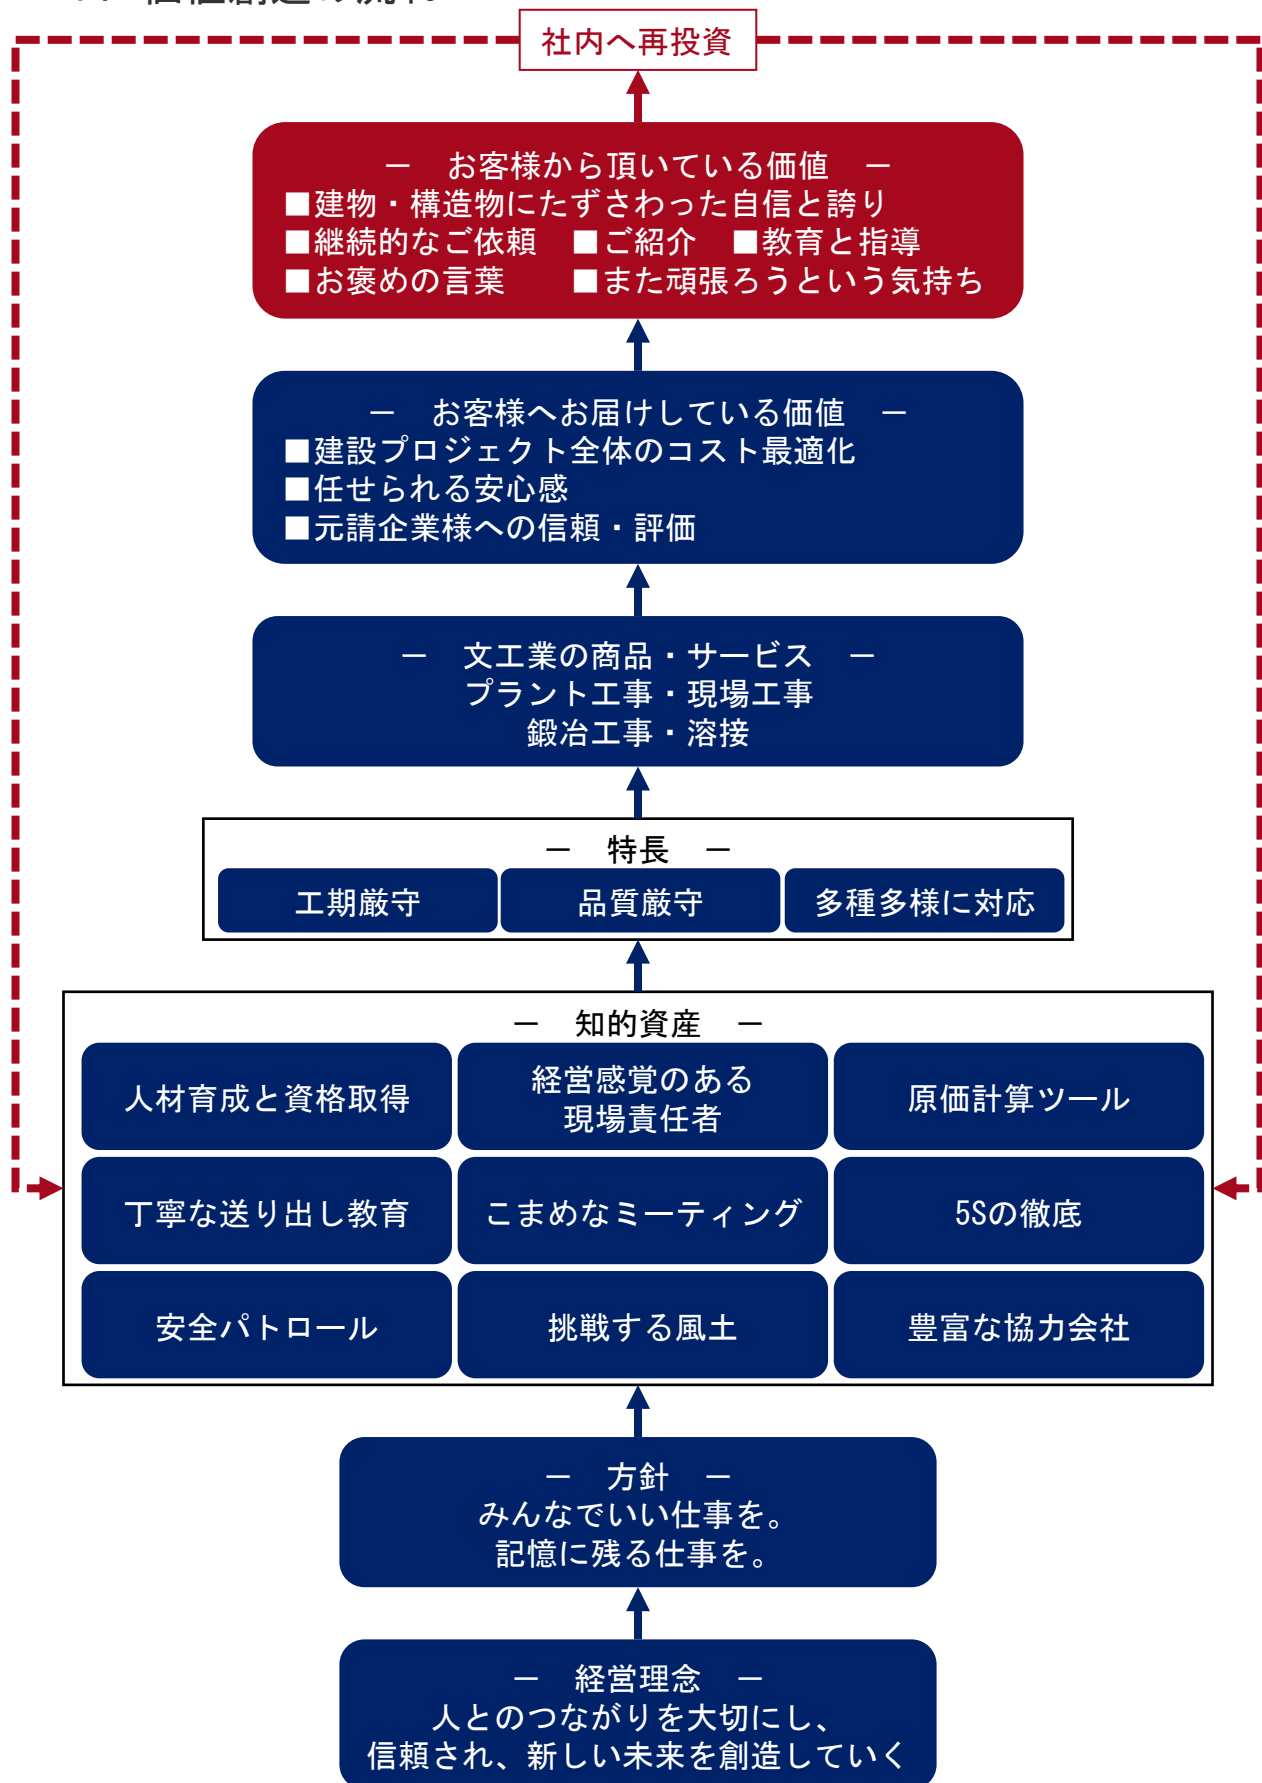 価値創造の流れ
社内へ再投資
－　お客様から頂いている価値　－
■建物・構造物にたずさわった自信と誇り
■継続的なご依頼　■ご紹介　■教育と指導
■お褒めの言葉　　■また頑張ろうという気持ち
－　お客様へお届けしている価値　－
■建設プロジェクト全体のコスト最適化
■任せられる安心感
■元請企業様への信頼・評価
－　文工業の商品・サービス　－
プラント工事・現場工事
鍛冶工事・溶接
－　特長　－
工期厳守　品質厳守　多種多様に対応
－　知的資産　－
人材育成と資格取得
経営感覚のある
現場責任者
原価計算ツール
丁寧な送り出し教育　こまめなミーティング　5Sの徹底
安全パトロール　挑戦する風土　豊富な協力会社
－　方針　－
みんなでいい仕事を。
記憶に残る仕事を。
－　経営理念　－
人とのつながりを大切にし、
信頼され、新しい未来を創造していく